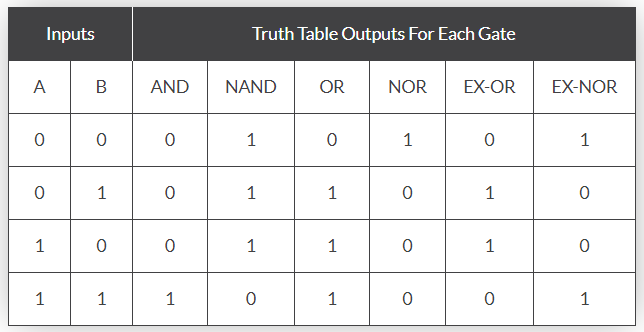 Inputs Truth Table Outputs For Each Gate
A B AND NAND OR NOR EX-OR EX-NOR
0 0 0 1 0 1 0 1
0 1 0 1 1 0 1 0
1 0 0 1 1 0 1 0
1 1 1 0 1 0 0 1